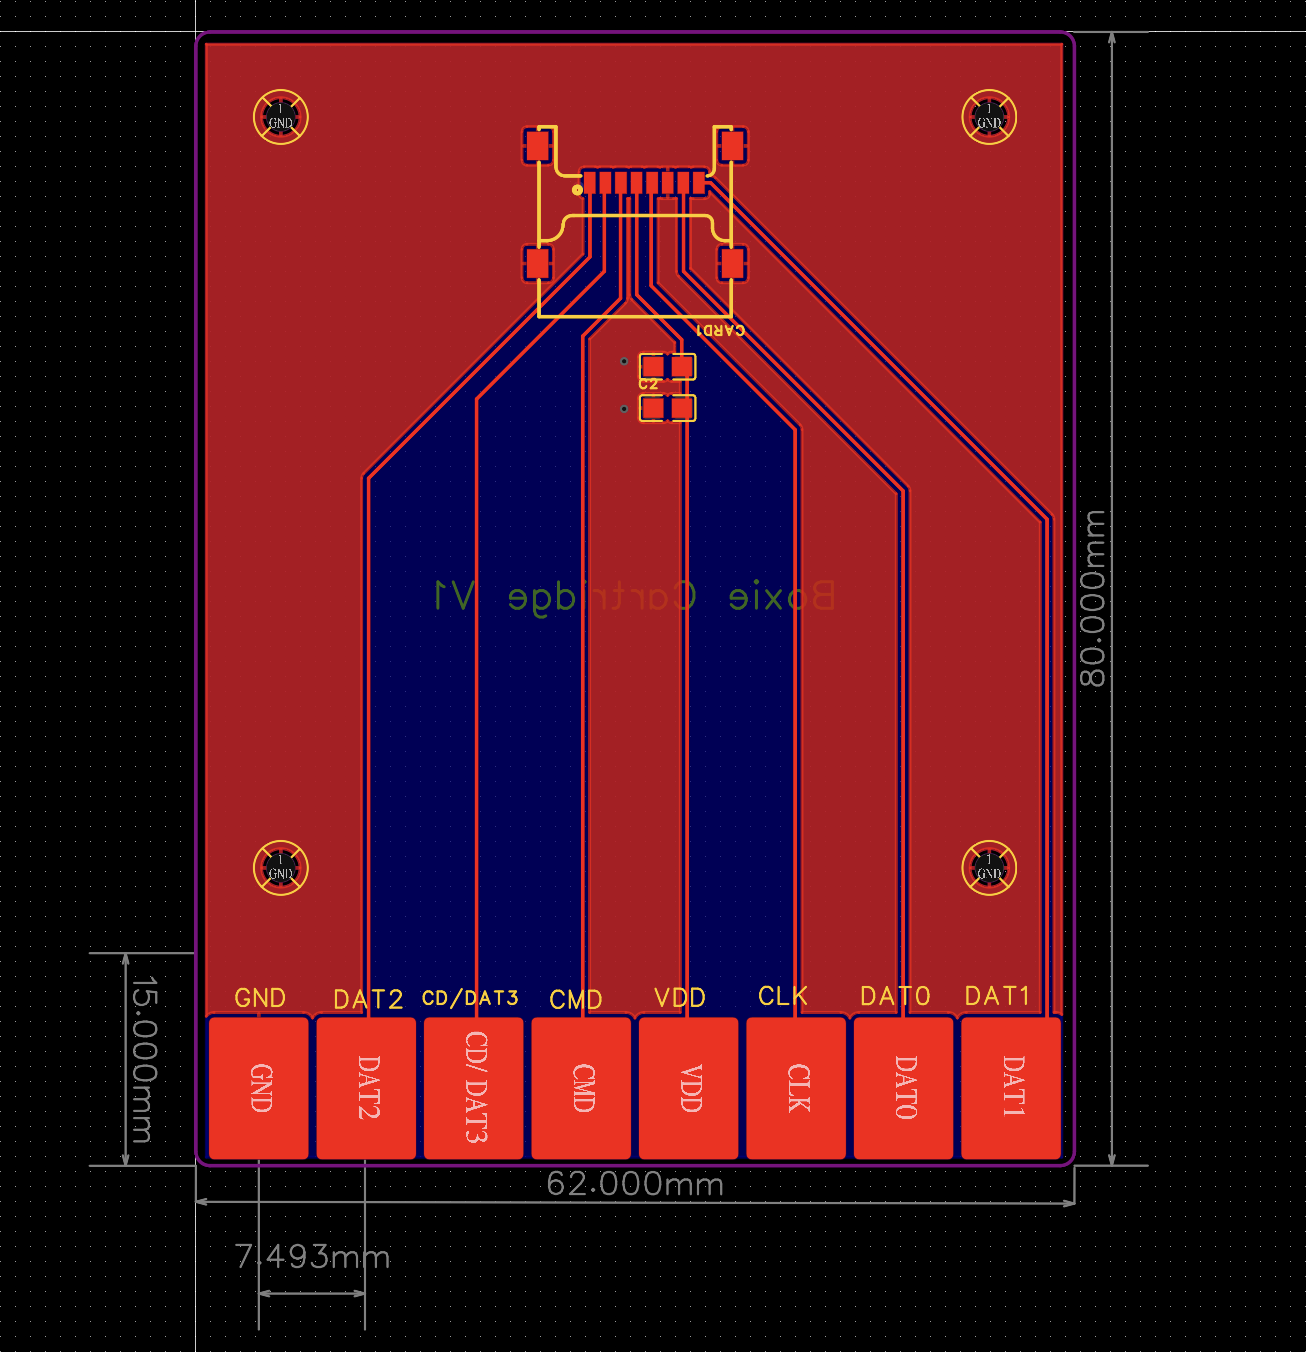 1
GND
1
GND
CARD1
C2
80.000mm
Boxie Cartridge V1
1
GND
1
GND
15.000mm
GND DAT2 CD/DAT3 CMD VDD CLK DAT0 DAT1
GND DAT2 CD/ DAT3 CMD VDD CLK DAT0 DAT1
62.000mm
7.493mm